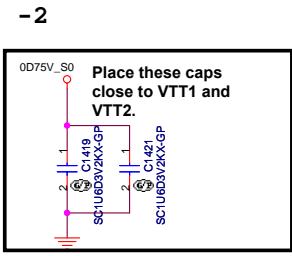 -2
0D75V_S0
Place these caps
close to VTT1 and
VTT2.
1
2
C1419
SC1U6D3V2KX-GP
1
2
C1421
SC1U6D3V2KX-GP